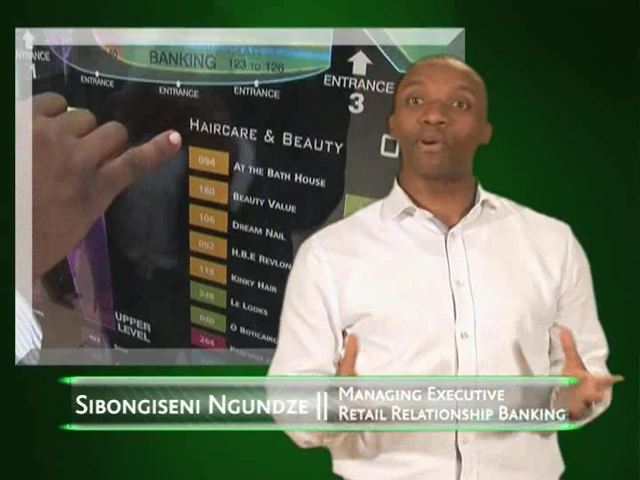 BANKING 123 TO 126
ENTRANCE
ENTRANCE
ENTRANCE
ENTRANCE
3
HAIRCARE & BEAUTY
094 AT THE BATH HOUSE
180 BEAUTY VALUE
106 DREAM NAIL
092 H.B.E REVLON
118 KINKY HAIR
248 LE LOOKS
040 O BOTICARIO
264
UPPER
LEVEL
SIBONGISENI NGUNDZE || MANAGING EXECUTIVE
RETAIL RELATIONSHIP BANKING